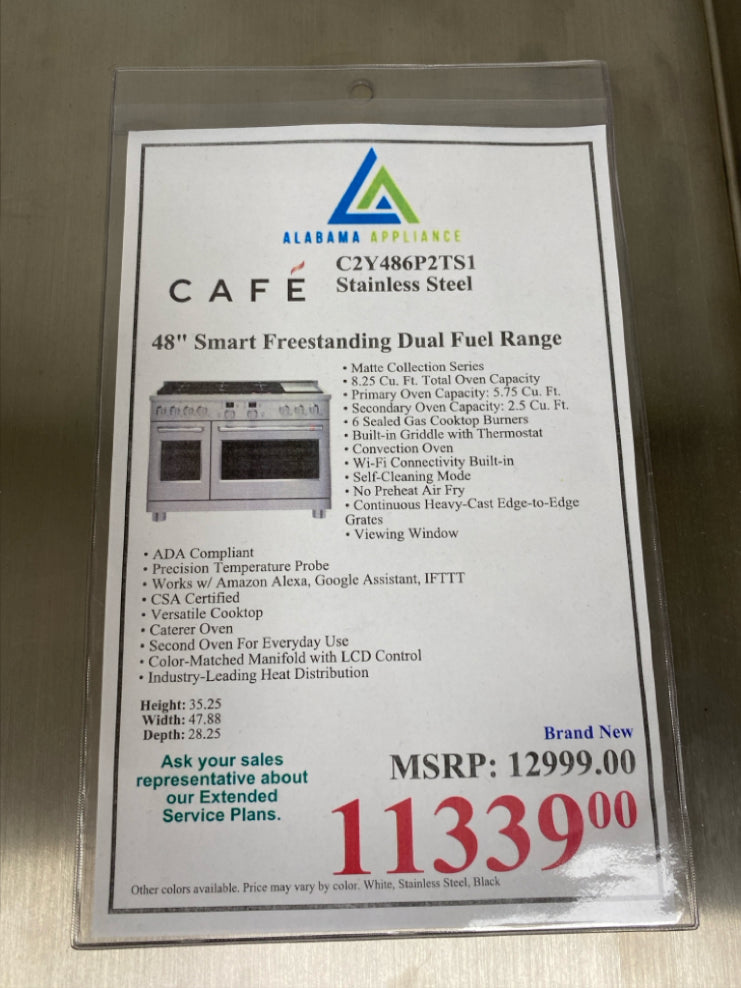 ALABAMA APPLIANCE
CAFÉ
C2Y486P2TS1
Stainless Steel
48" Smart Freestanding Dual Fuel Range
• Matte Collection Series
• 8.25 Cu. Ft. Total Oven Capacity
• Primary Oven Capacity: 5.75 Cu. Ft.
• Secondary Oven Capacity: 2.5 Cu. Ft.
• 6 Sealed Gas Cooktop Burners
• Built-in Griddle with Thermostat
• Convection Oven
• Wi-Fi Connectivity Built-in
• Self-Cleaning Mode
• No Preheat Air Fry
• Continuous Heavy-Cast Edge-to-Edge
Grates
• Viewing Window
• ADA Compliant
• Precision Temperature Probe
• Works w/ Amazon Alexa, Google Assistant, IFTTT
• CSA Certified
• Versatile Cooktop
• Caterer Oven
• Second Oven For Everyday Use
• Color-Matched Manifold with LCD Control
• Industry-Leading Heat Distribution
Height: 35.25
Width: 47.88
Depth: 28.25
Ask your sales
representative about
our Extended
Service Plans.
Brand New
MSRP: 12999.00
1133900
Other colors available. Price may vary by color. White, Stainless Steel, Black